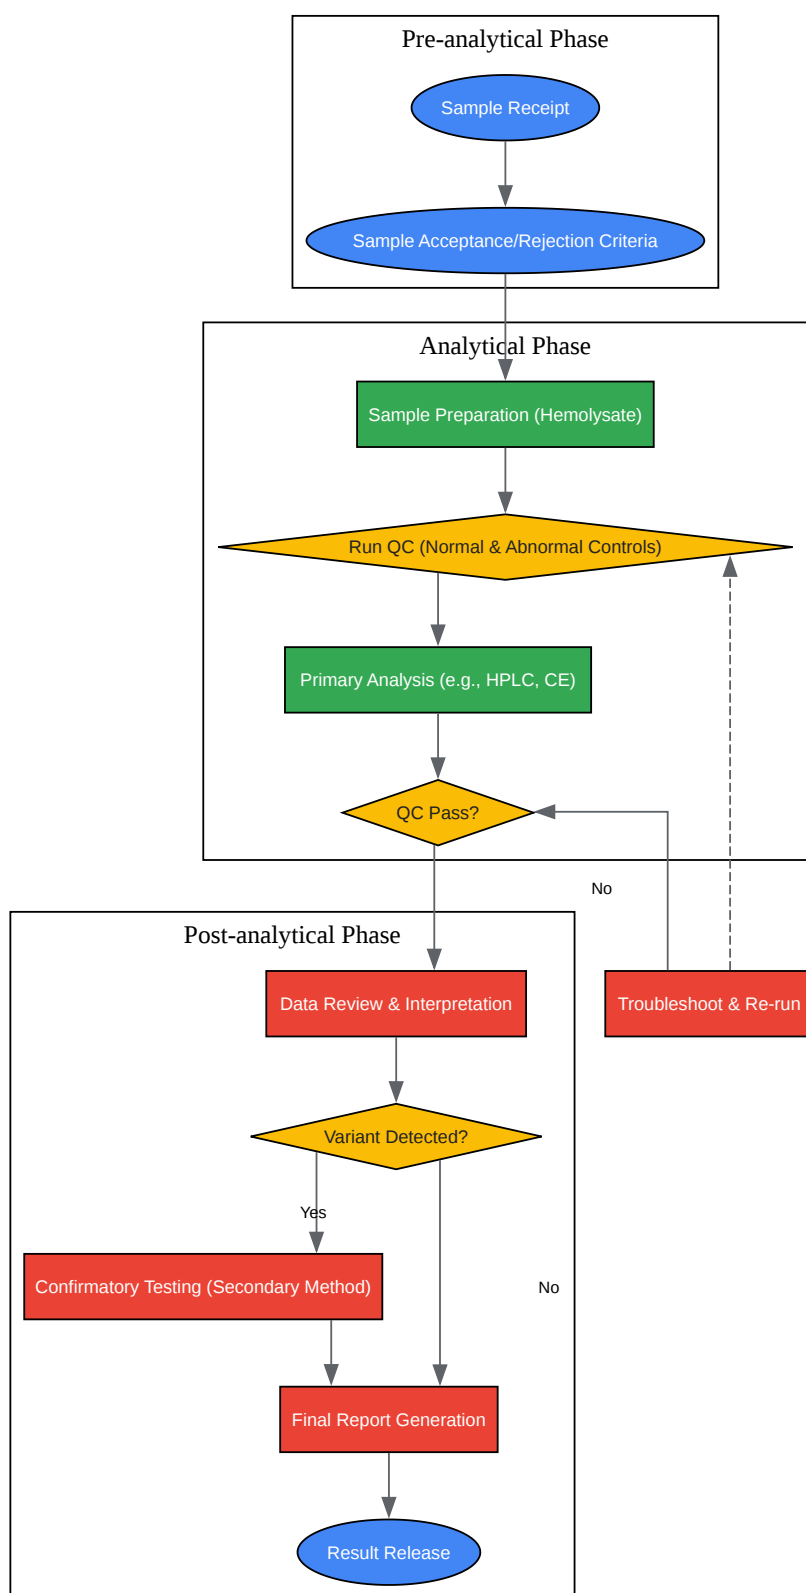 Pre-analytical Phase
Sample Receipt
Sample Acceptance/Rejection Criteria
Analytical Phase
Sample Preparation (Hemolysate)
Run QC (Normal & Abnormal Controls)
Primary Analysis (e.g., HPLC, CE)
QC Pass?
No
Post-analytical Phase
Data Review & Interpretation
Troubleshoot & Re-run
Variant Detected?
Yes
Confirmatory Testing (Secondary Method)
No
Final Report Generation
Result Release